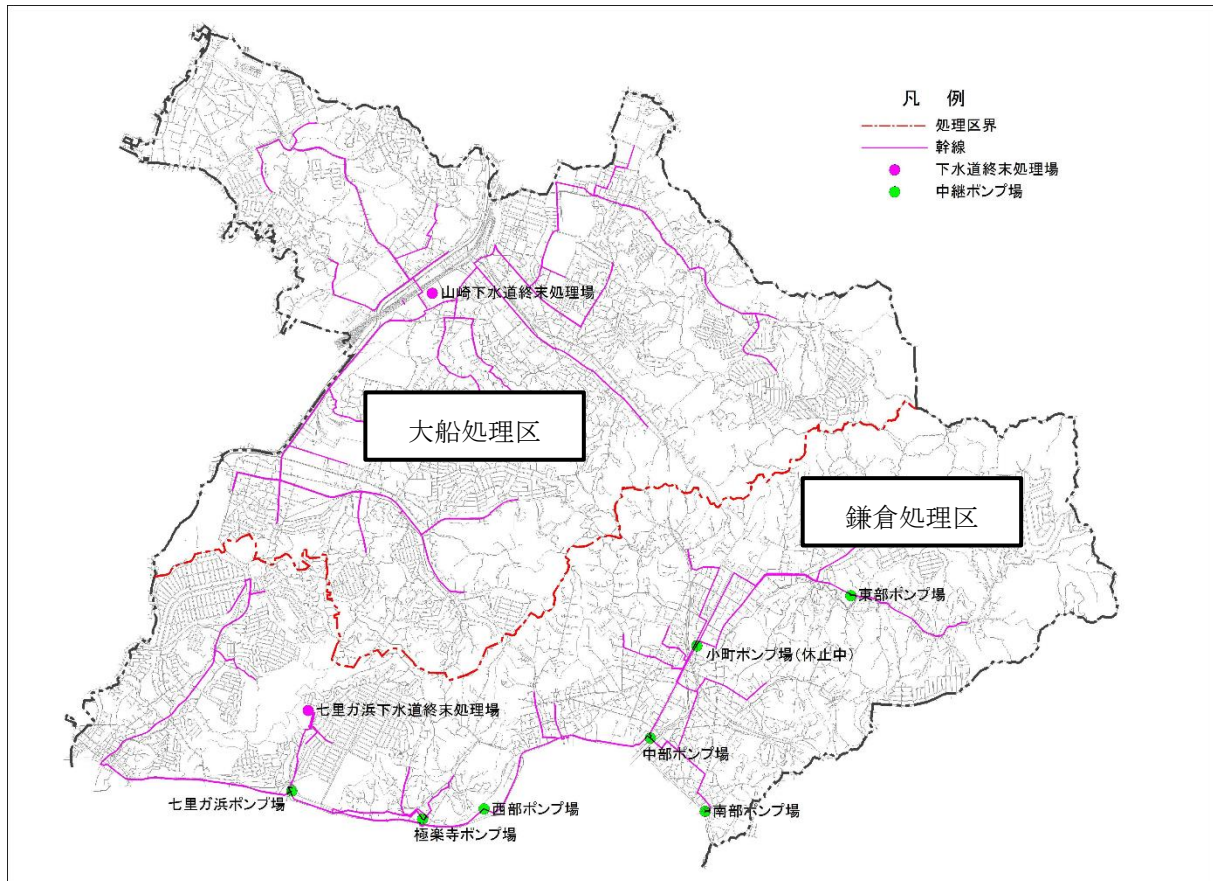 凡 例
処理区界
幹線
下水道終末処理場
中継ポンプ場
山崎下水道終末処理場
大船処理区
鎌倉処理区
東部ポンプ場
小町ポンプ場(休止中)
七里ガ浜下水道終末処理場
中部ポンプ場
七里ガ浜ポンプ場
西部ポンプ場
南部ポンプ場
極楽寺ポンプ場